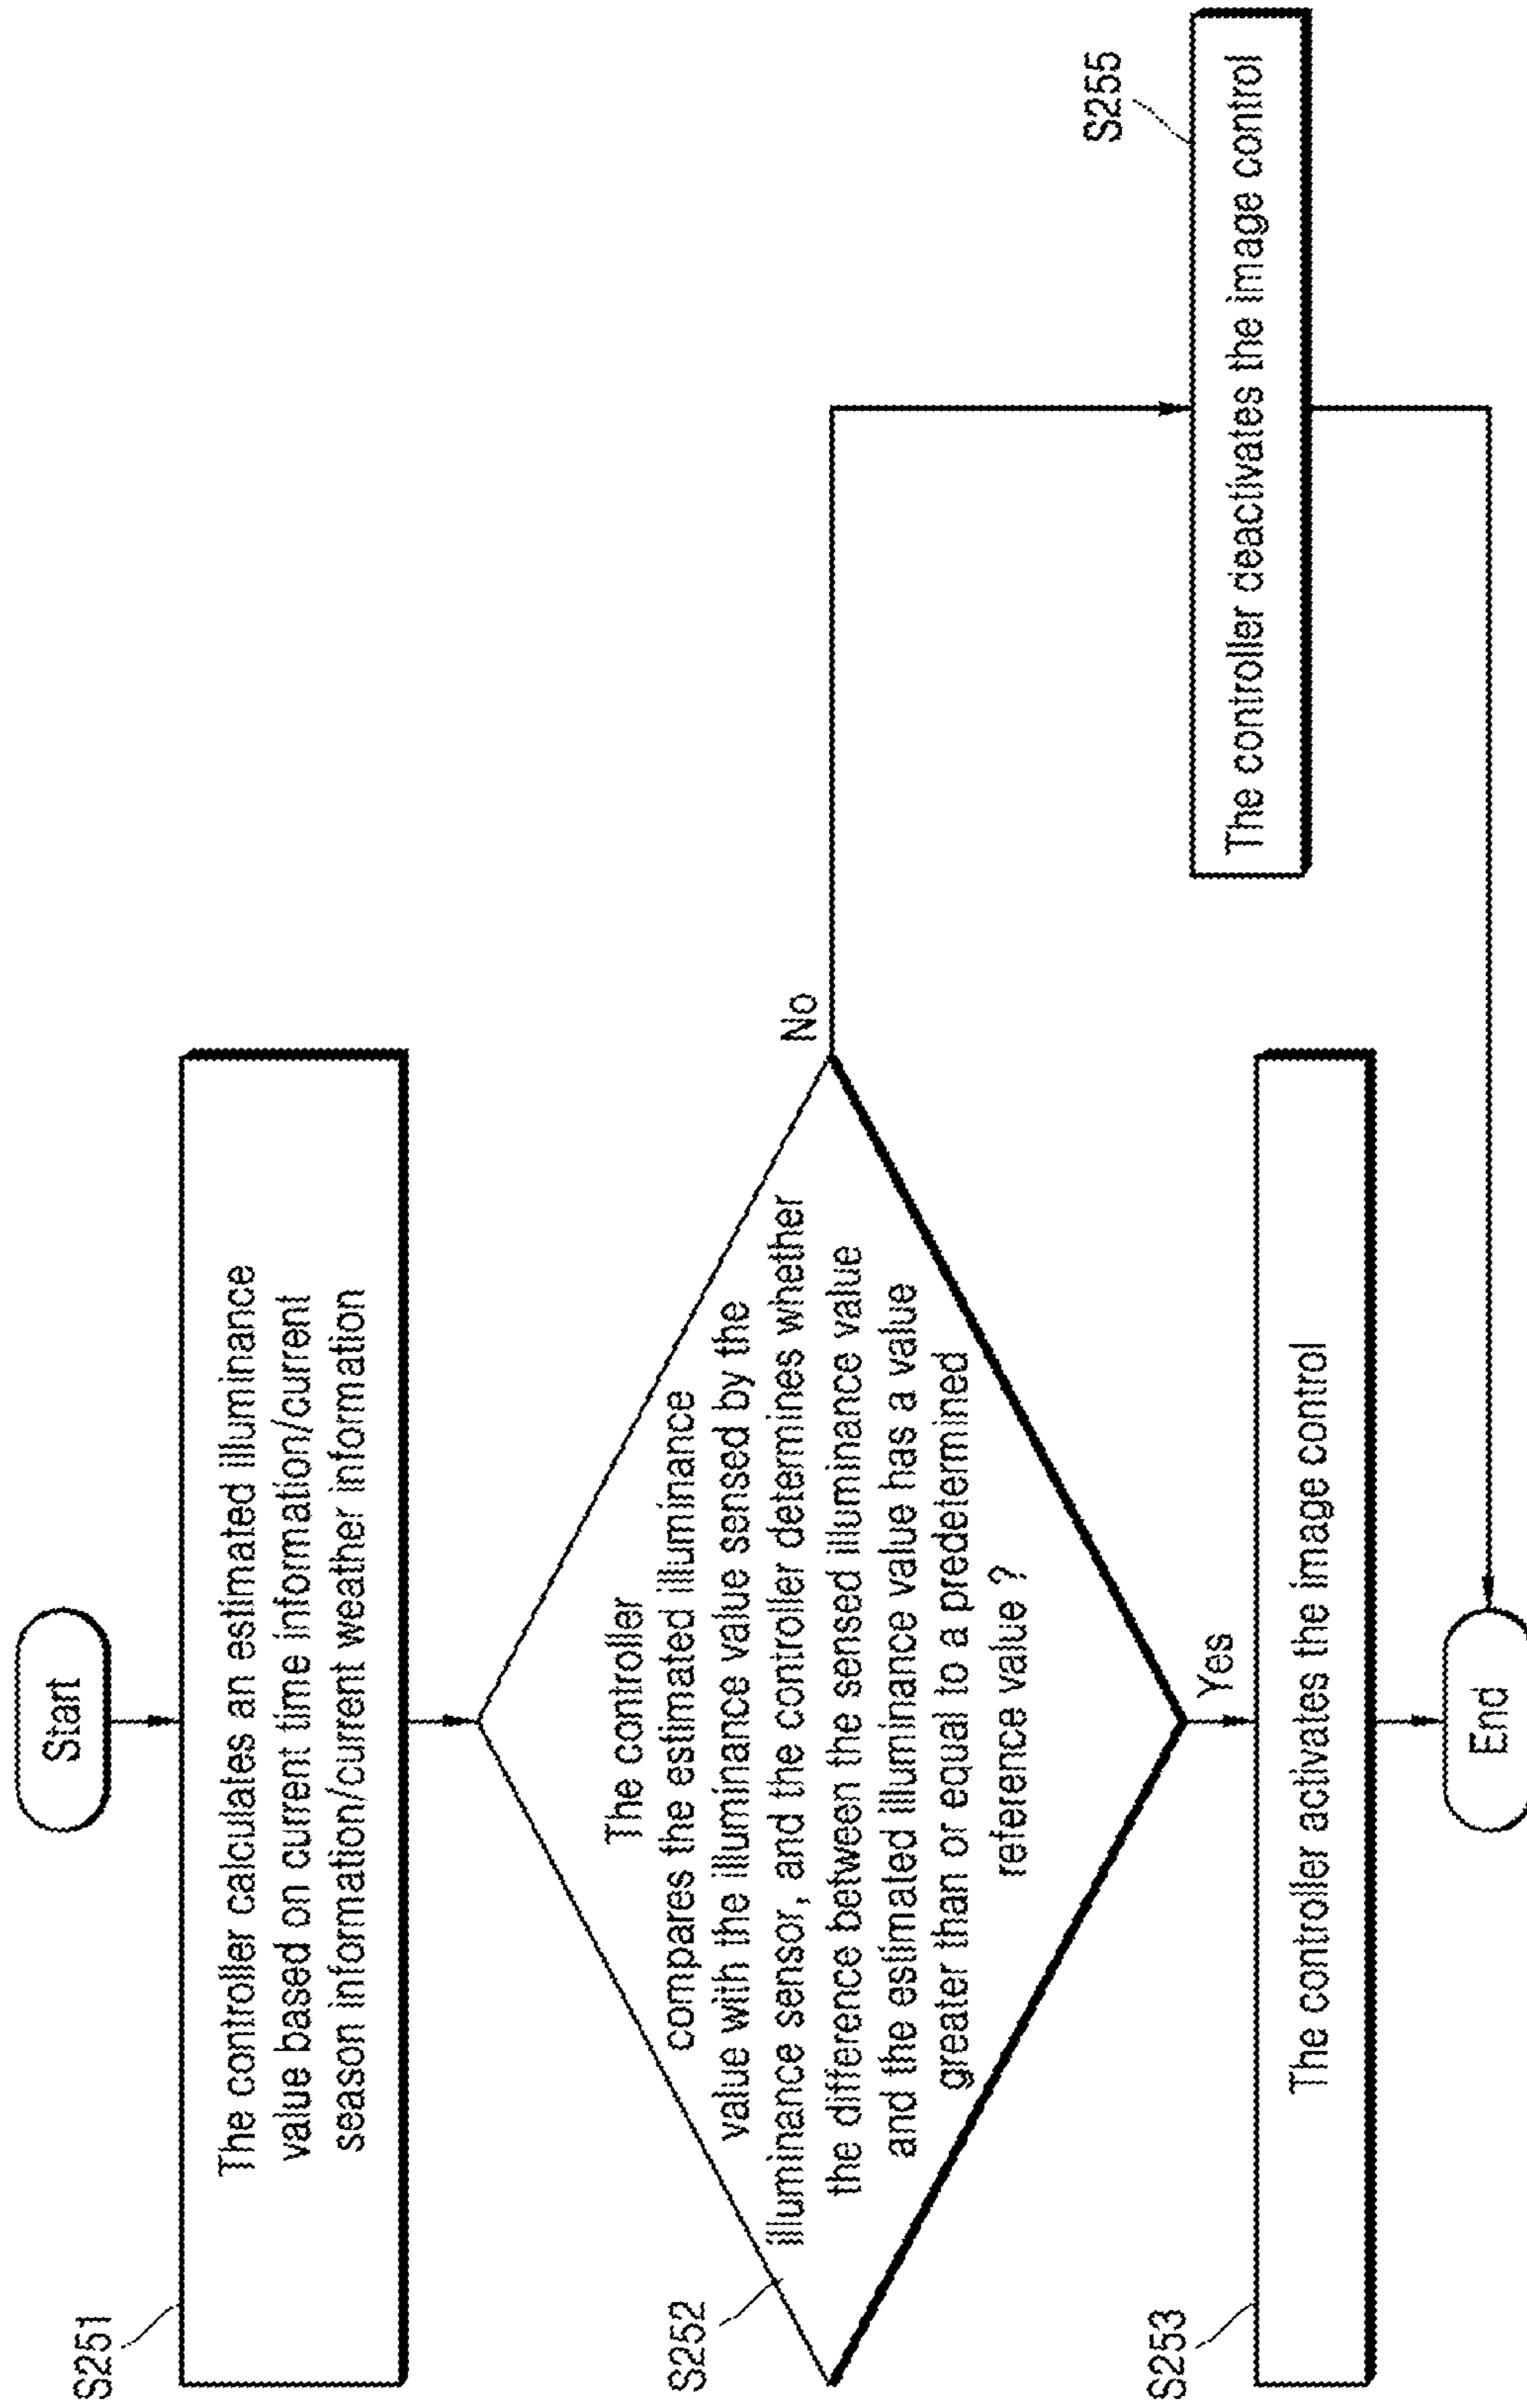 Start
S251
The controller calculates an estimated illuminance
value based on current time information/current
season information/current weather information
S252
The controller
compares the estimated illuminance
value with the illuminance value sensed by the
illuminance sensor, and the controller determines whether
the difference between the sensed illuminance value
and the estimated illuminance value has a value
greater than or equal to a predetermined
reference value ?
No
Yes
S253
The controller activates the image control
S255
The controller deactivates the image control
End